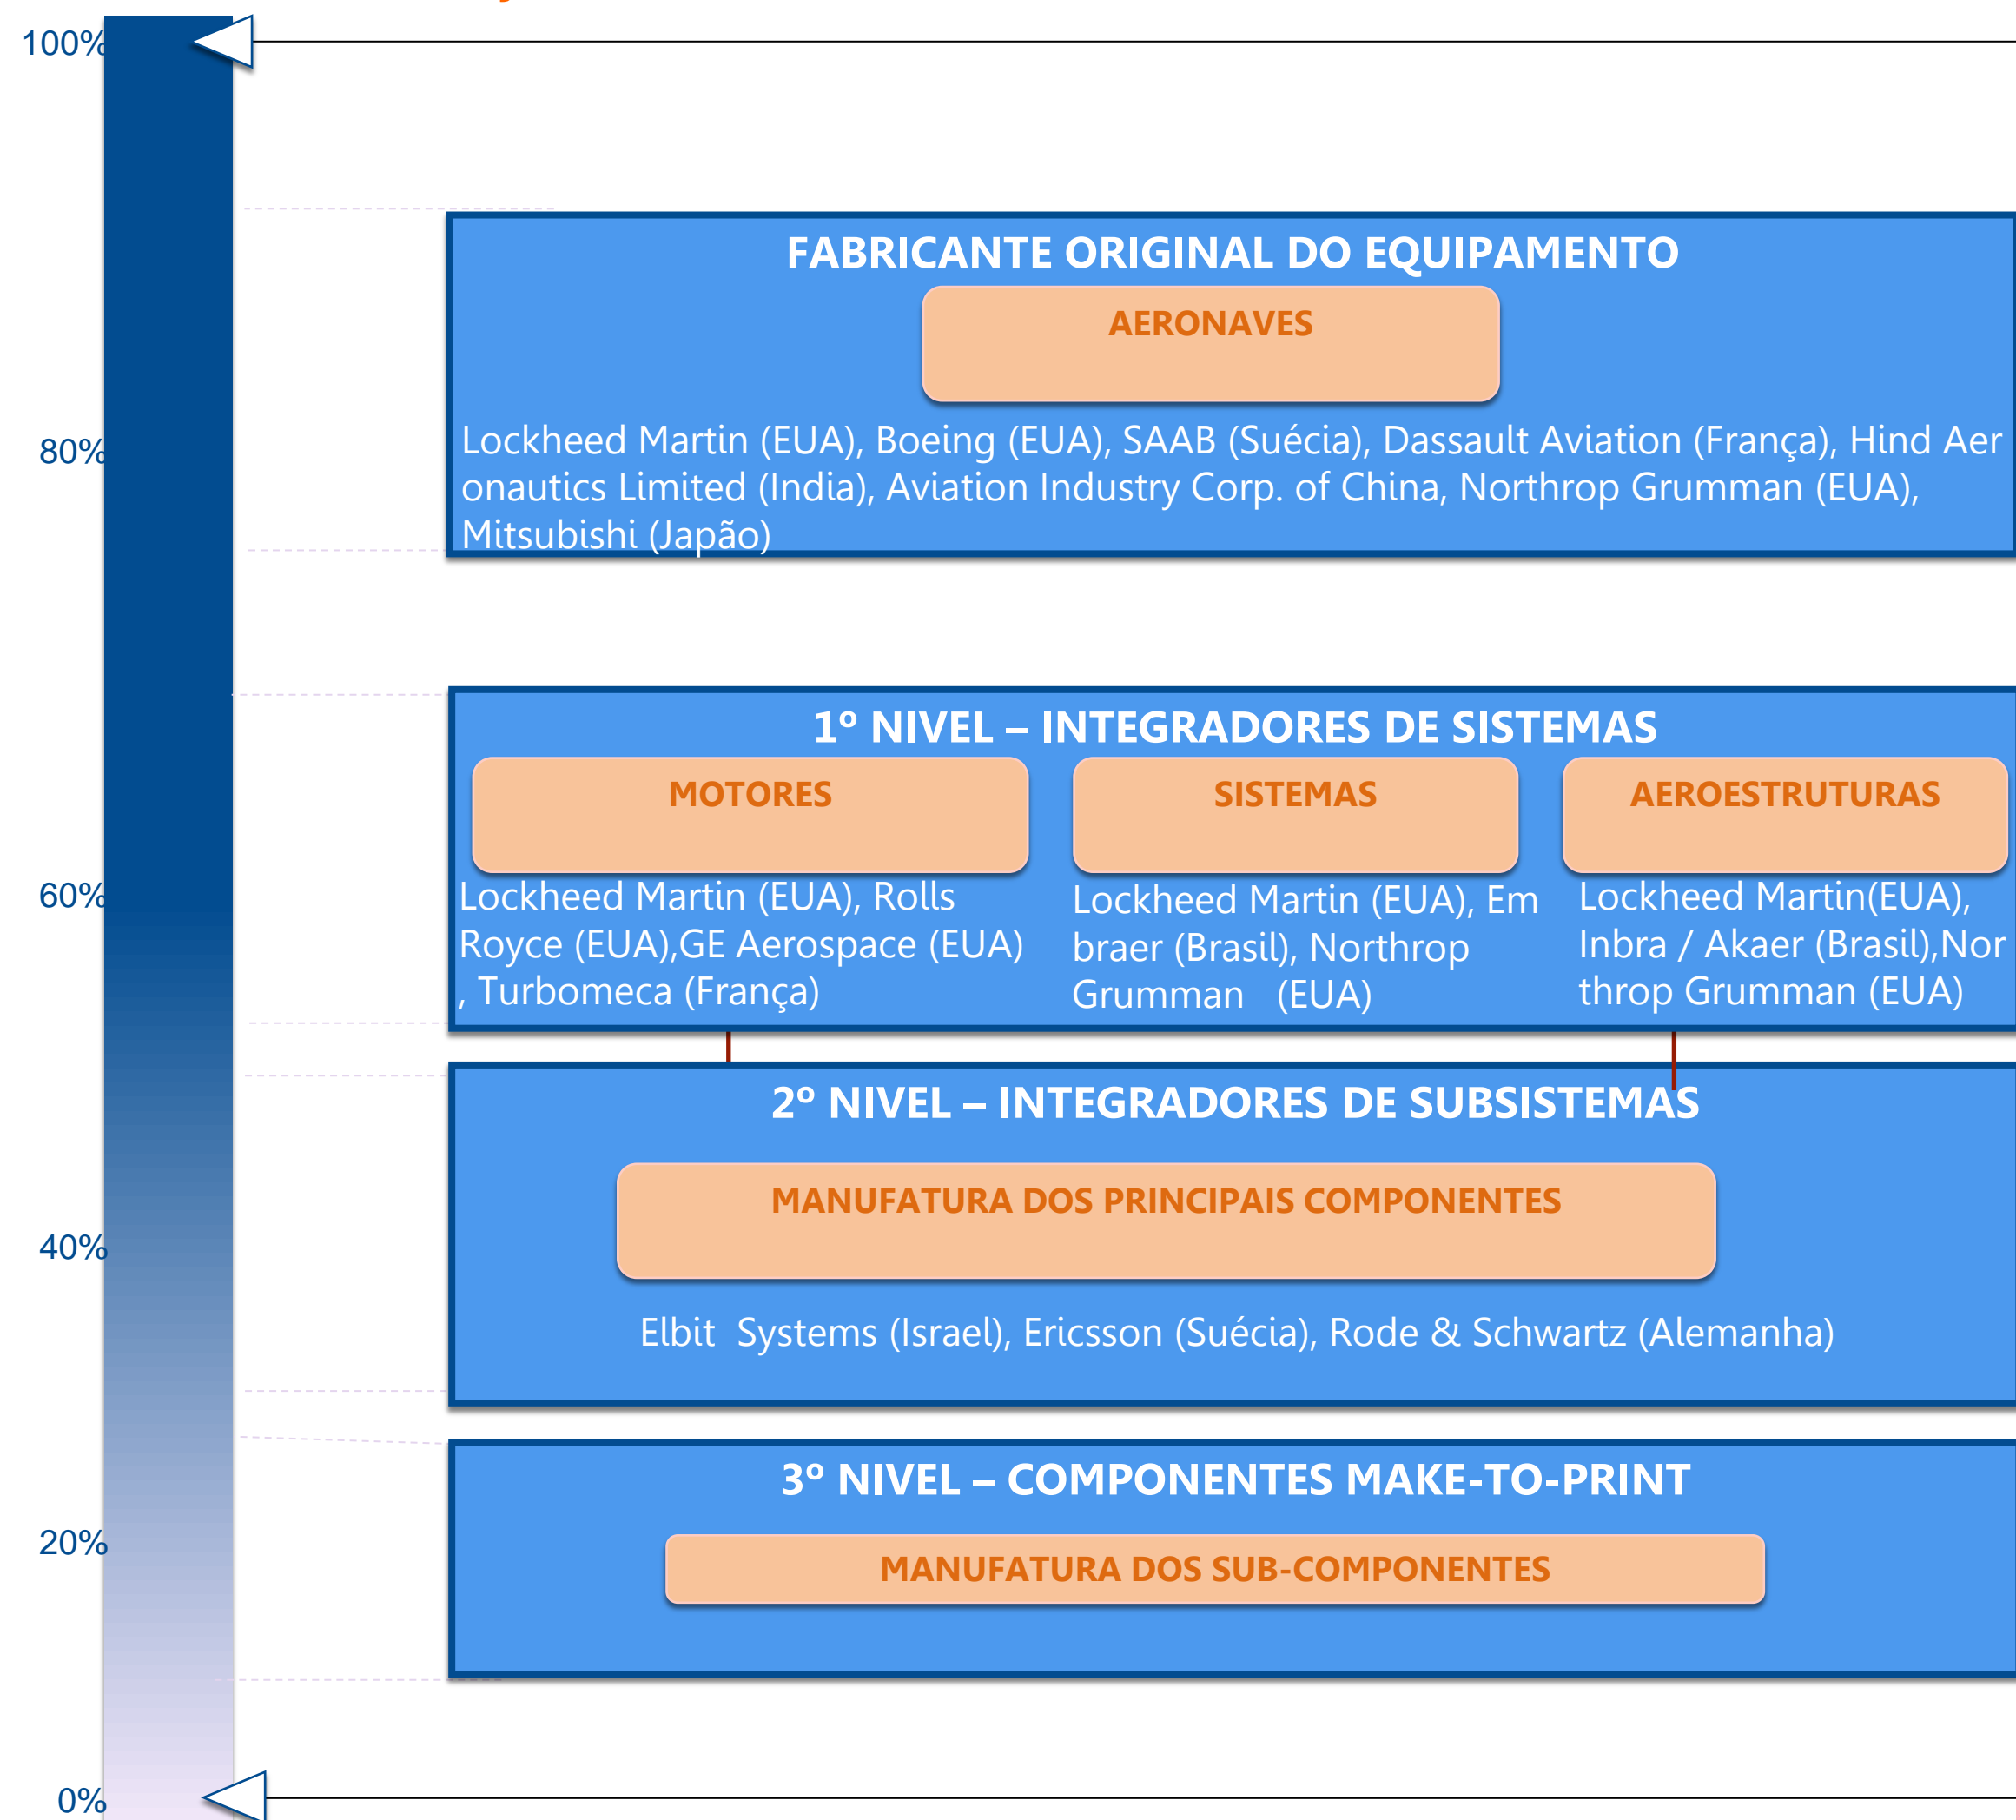 100%
FABRICANTE ORIGINAL DO EQUIPAMENTO
AERONAVES
80%
Lockheed Martin (EUA), Boeing (EUA), SAAB (Suécia), Dassault Aviation (França), Hind Aer
onautics Limited (India), Aviation Industry Corp. of China, Northrop Grumman (EUA),
Mitsubishi (Japão)
1º NIVEL – INTEGRADORES DE SISTEMAS
MOTORES
SISTEMAS
AEROESTRUTURAS
60%
Lockheed Martin (EUA), Rolls
Royce (EUA),GE Aerospace (EUA)
, Turbomeca (França)
Lockheed Martin (EUA), Em
braer (Brasil), Northrop
Grumman (EUA)
Lockheed Martin(EUA),
Inbra / Akaer (Brasil),Nor
throp Grumman (EUA)
2º NIVEL – INTEGRADORES DE SUBSISTEMAS
MANUFATURA DOS PRINCIPAIS COMPONENTES
40%
Elbit Systems (Israel), Ericsson (Suécia), Rode & Schwartz (Alemanha)
3º NIVEL – COMPONENTES MAKE-TO-PRINT
20%
MANUFATURA DOS SUB-COMPONENTES
0%